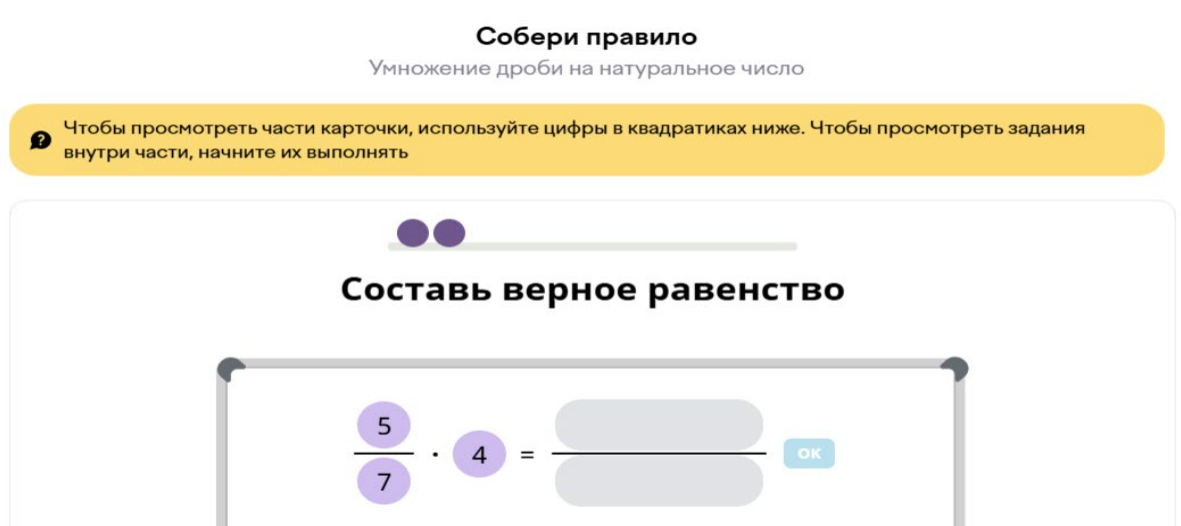 Собери правило
Умножение дроби на натуральное число
Чтобы просмотреть части карточки, используйте цифры в квадратиках ниже. Чтобы просмотреть задания
внутри части, начните их выполнять
Составь верное равенство
5
· 4 =
7
OK